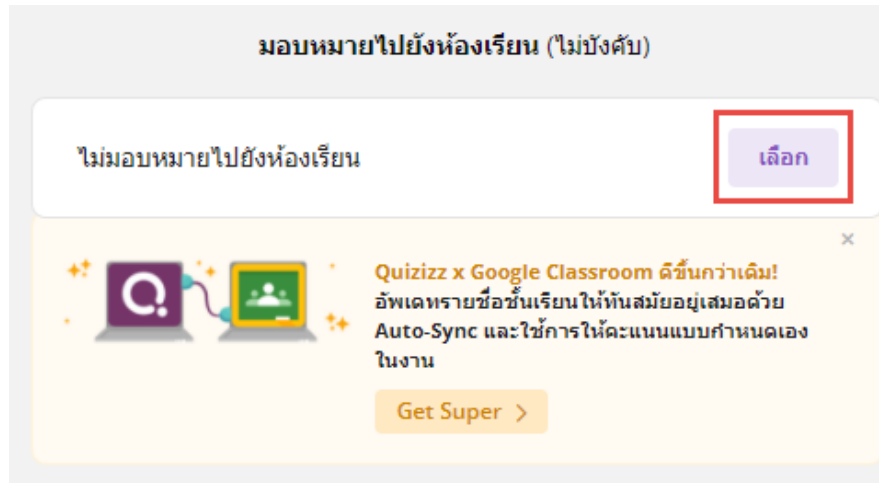 มอบหมายไปยังห้องเรียน (ไม่บังคับ)
ไม่มอบหมายไปยังห้องเรียน
เลือก
Quizizz x Google Classroom ดีขึ้นกว่าเดิม!
อัพเดทรายชื่อชั้นเรียนให้ทันสมัยอยู่เสมอด้วย
Auto-Sync และใช้การให้คะแนนแบบกำหนดเอง
ในงาน
Get Super >